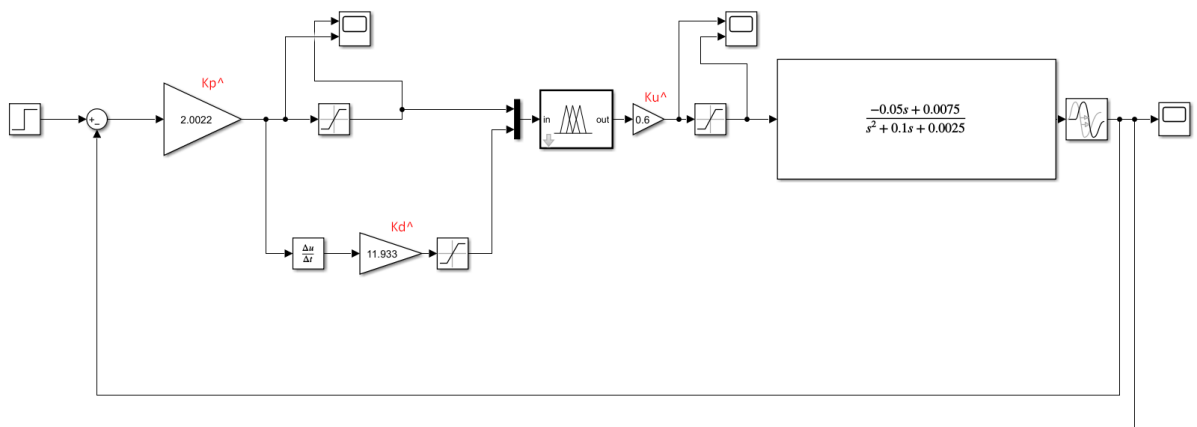 Kp^
2.0022
+
-
in
out
Ku^
0.6
-0.05s + 0.0075
s² + 0.1s + 0.0025
Kd^
Δu
Δt
11.933